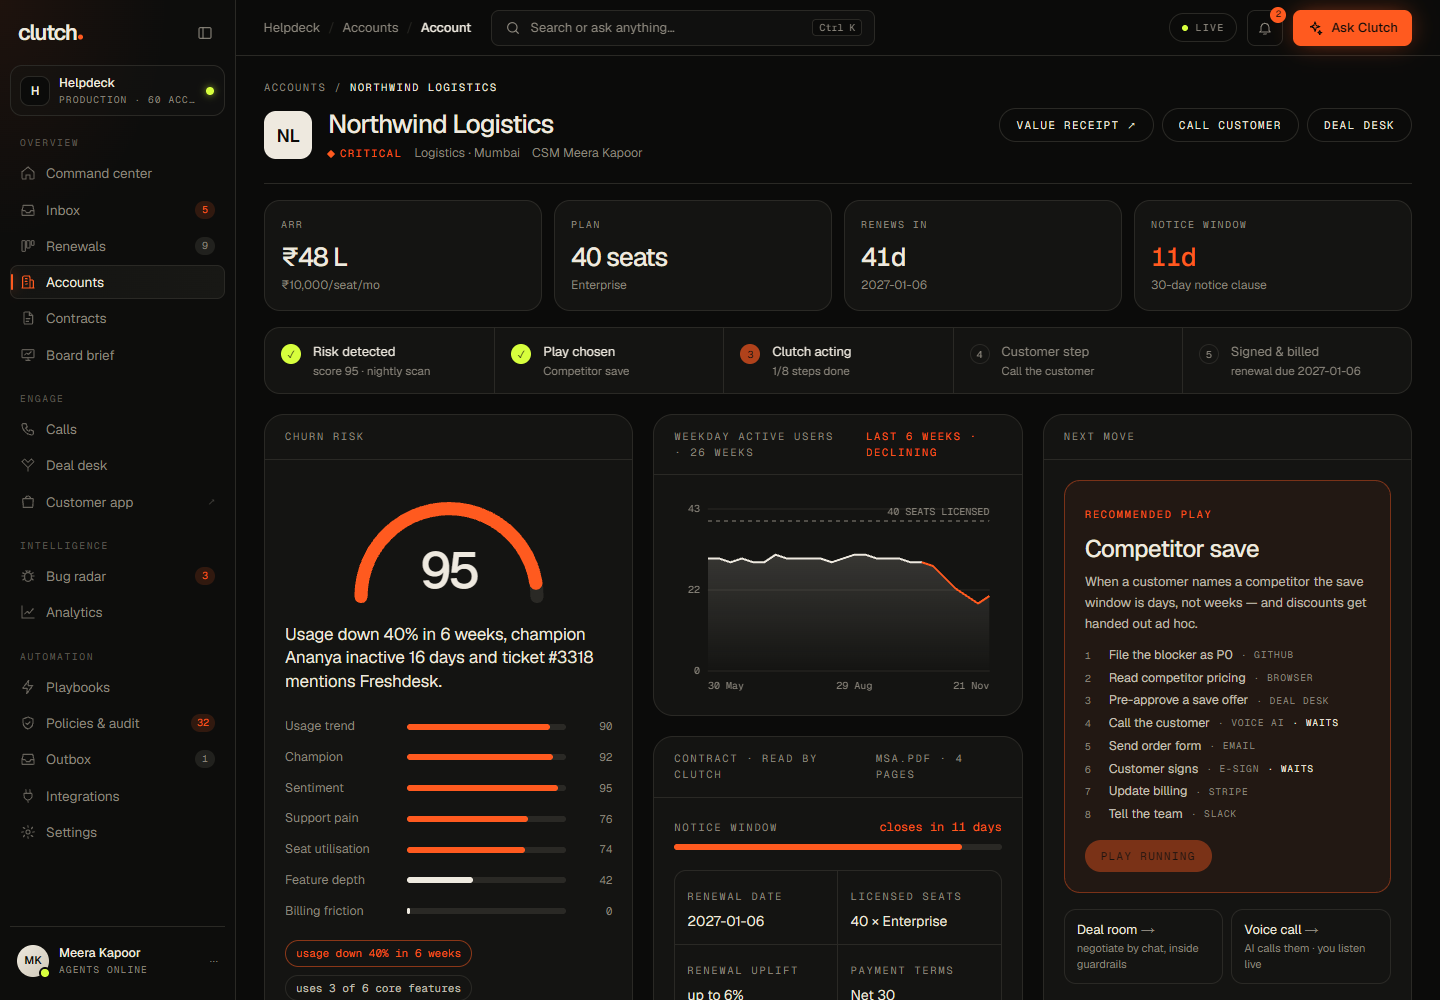 clutch.
H
Helpdeck
PRODUCTION · 60 ACC…
OVERVIEW
Command center
Inbox 5
Renewals 9
Accounts
Contracts
Board brief
ENGAGE
Calls
Deal desk
Customer app ↗
INTELLIGENCE
Bug radar 3
Analytics
AUTOMATION
Playbooks
Policies & audit 32
Outbox 1
Integrations
Settings
MK
Meera Kapoor
AGENTS ONLINE
...
Helpdeck / Accounts / Account
Search or ask anything... Ctrl K
LIVE
2
Ask Clutch
ACCOUNTS / NORTHWIND LOGISTICS
NL
Northwind Logistics
◆ CRITICAL Logistics · Mumbai CSM Meera Kapoor
VALUE RECEIPT ↗
CALL CUSTOMER
DEAL DESK
ARR
₹48 L
₹10,000/seat/mo
PLAN
40 seats
Enterprise
RENEWS IN
41d
2027-01-06
NOTICE WINDOW
11d
30-day notice clause
✓ Risk detected
score 95 · nightly scan
✓ Play chosen
Competitor save
3 Clutch acting
1/8 steps done
4 Customer step
Call the customer
5 Signed & billed
renewal due 2027-01-06
CHURN RISK
95
Usage down 40% in 6 weeks, champion
Ananya inactive 16 days and ticket #3318
mentions Freshdesk.
Usage trend 90
Champion 92
Sentiment 95
Support pain 76
Seat utilisation 74
Feature depth 42
Billing friction 0
usage down 40% in 6 weeks
uses 3 of 6 core features
WEEKDAY ACTIVE USERS
· 26 WEEKS
LAST 6 WEEKS ·
DECLINING
43
40 SEATS LICENSED
22
0
30 May 29 Aug 21 Nov
CONTRACT · READ BY
CLUTCH
MSA.PDF · 4
PAGES
NOTICE WINDOW closes in 11 days
RENEWAL DATE
2027-01-06
LICENSED SEATS
40 × Enterprise
RENEWAL UPLIFT
up to 6%
PAYMENT TERMS
Net 30
NEXT MOVE
RECOMMENDED PLAY
Competitor save
When a customer names a competitor the save
window is days, not weeks — and discounts get
handed out ad hoc.
1 File the blocker as P0 · GITHUB
2 Read competitor pricing · BROWSER
3 Pre-approve a save offer · DEAL DESK
4 Call the customer · VOICE AI · WAITS
5 Send order form · EMAIL
6 Customer signs · E-SIGN · WAITS
7 Update billing · STRIPE
8 Tell the team · SLACK
PLAY RUNNING
Deal room →
negotiate by chat, inside
guardrails
Voice call →
AI calls them · you listen
live